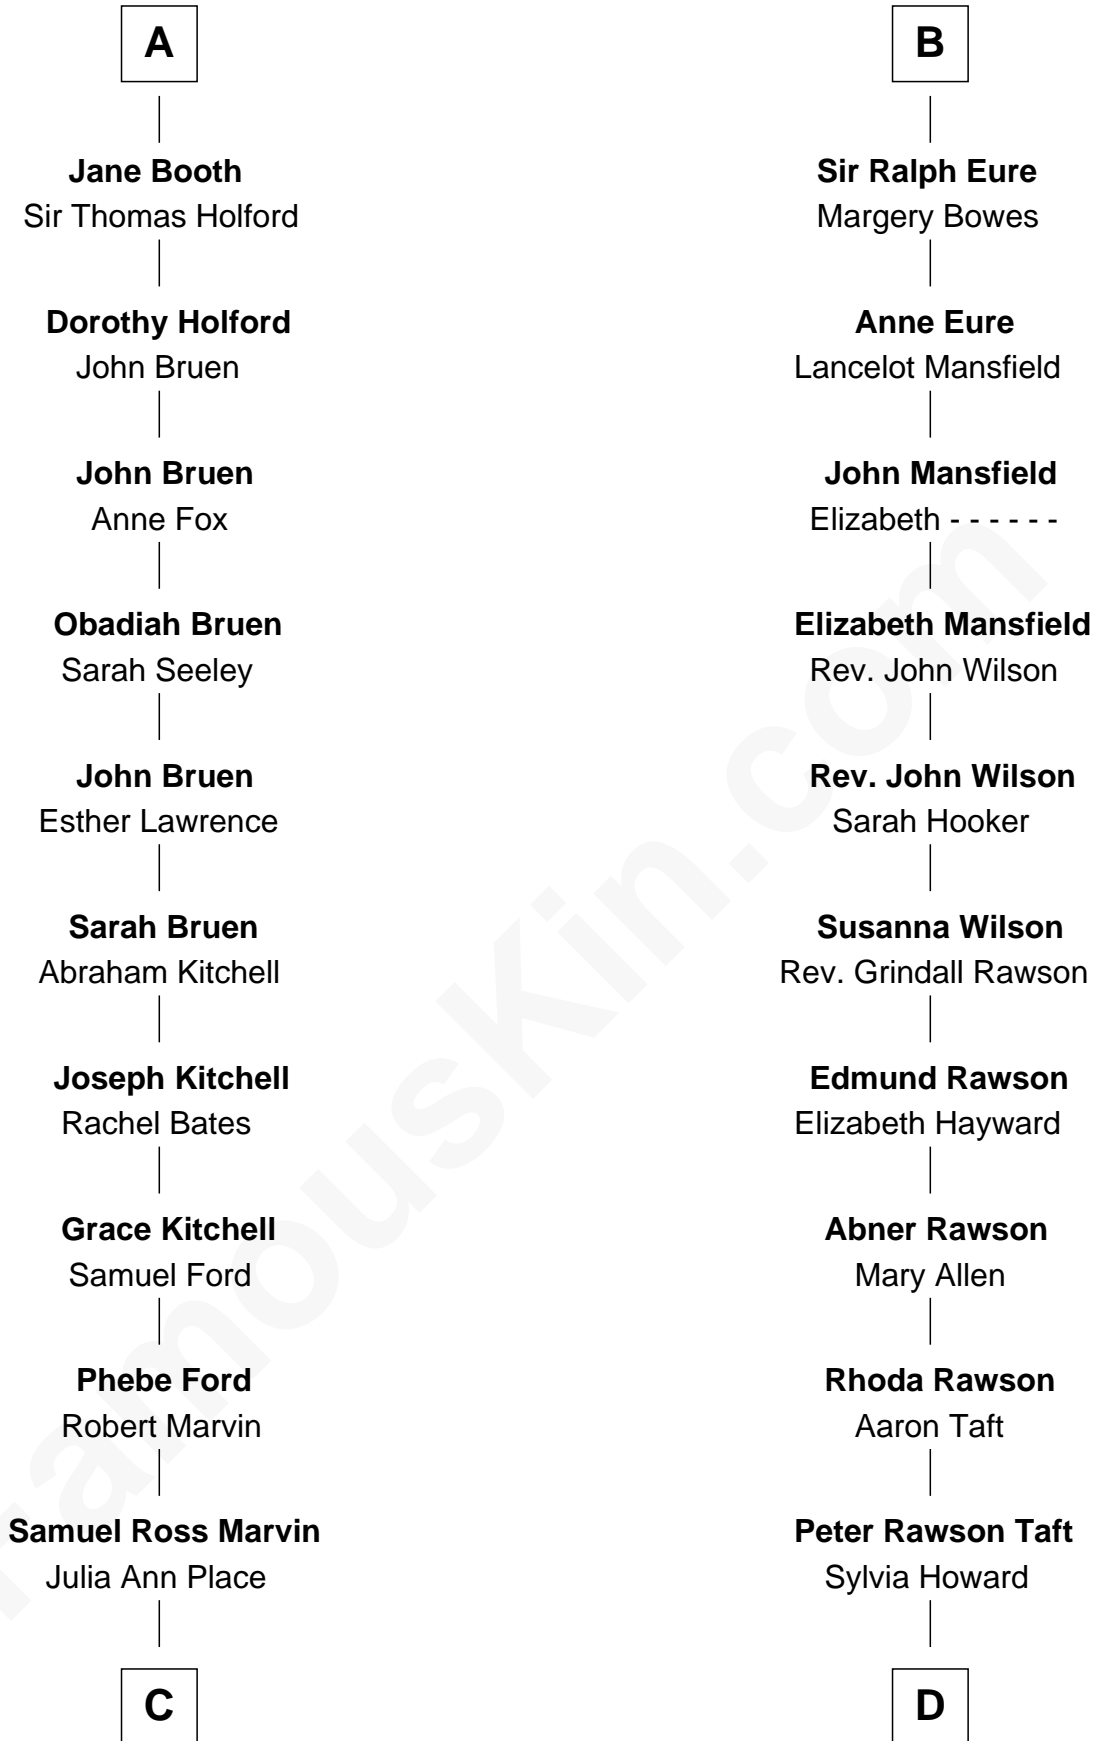 A
Jane Booth
Sir Thomas Holford
Dorothy Holford
John Bruen
John Bruen
Anne Fox
Obadiah Bruen
Sarah Seeley
John Bruen
Esther Lawrence
Sarah Bruen
Abraham Kitchell
Joseph Kitchell
Rachel Bates
Grace Kitchell
Samuel Ford
Phebe Ford
Robert Marvin
Samuel Ross Marvin
Julia Ann Place
C
B
Sir Ralph Eure
Margery Bowes
Anne Eure
Lancelot Mansfield
John Mansfield
Elizabeth - - - - - -
Elizabeth Mansfield
Rev. John Wilson
Rev. John Wilson
Sarah Hooker
Susanna Wilson
Rev. Grindall Rawson
Edmund Rawson
Elizabeth Hayward
Abner Rawson
Mary Allen
Rhoda Rawson
Aaron Taft
Peter Rawson Taft
Sylvia Howard
D
FamousKin.com